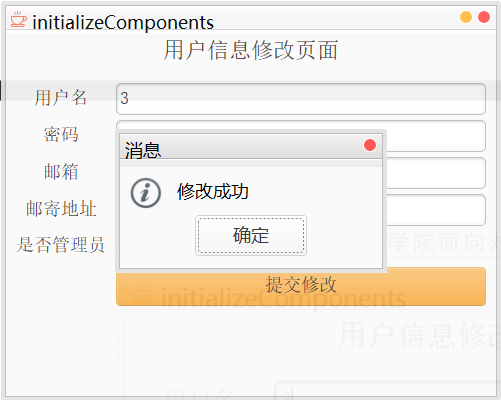 initializeComponents
用户信息修改页面
用户名 3
密码
消息
邮箱
修改成功
邮寄地址
确定
是否管理员
学院面向
提交修改
initializeComponents
用户信息修改
用户名 3